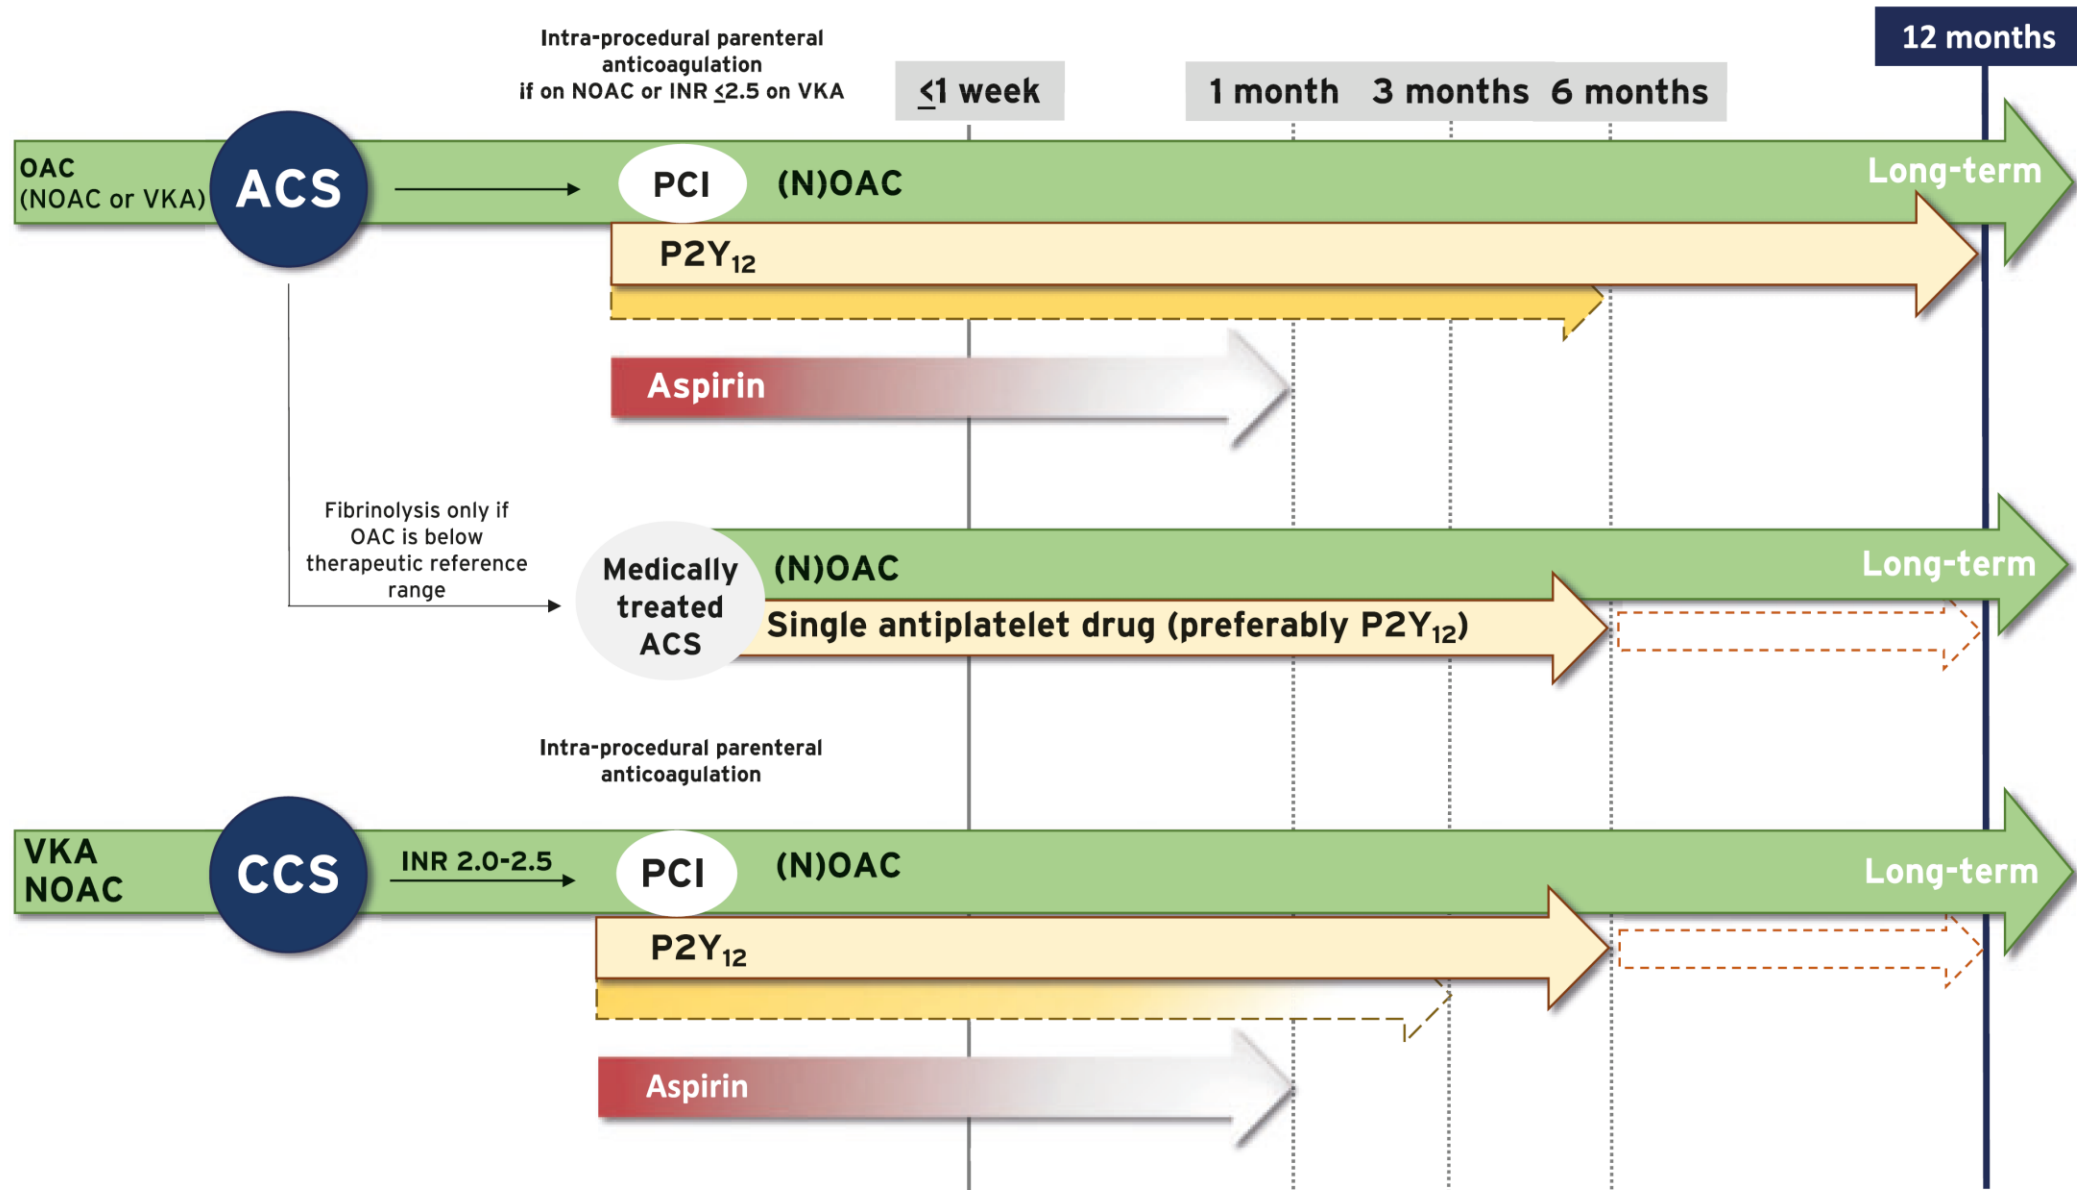 12 months
Intra-procedural parenteral
anticoagulation
if on NOAC or INR ≤2.5 on VKA
≤1 week
1 month
3 months
6 months
OAC
(NOAC or VKA)
ACS
PCI
(N)OAC
Long-term
P2Y12
Aspirin
Fibrinolysis only if
OAC is below
therapeutic reference
range
Medically
treated
ACS
(N)OAC
Long-term
Single antiplatelet drug (preferably P2Y12)
Intra-procedural parenteral
anticoagulation
VKA
NOAC
CCS
INR 2.0-2.5
PCI
(N)OAC
Long-term
P2Y12
Aspirin